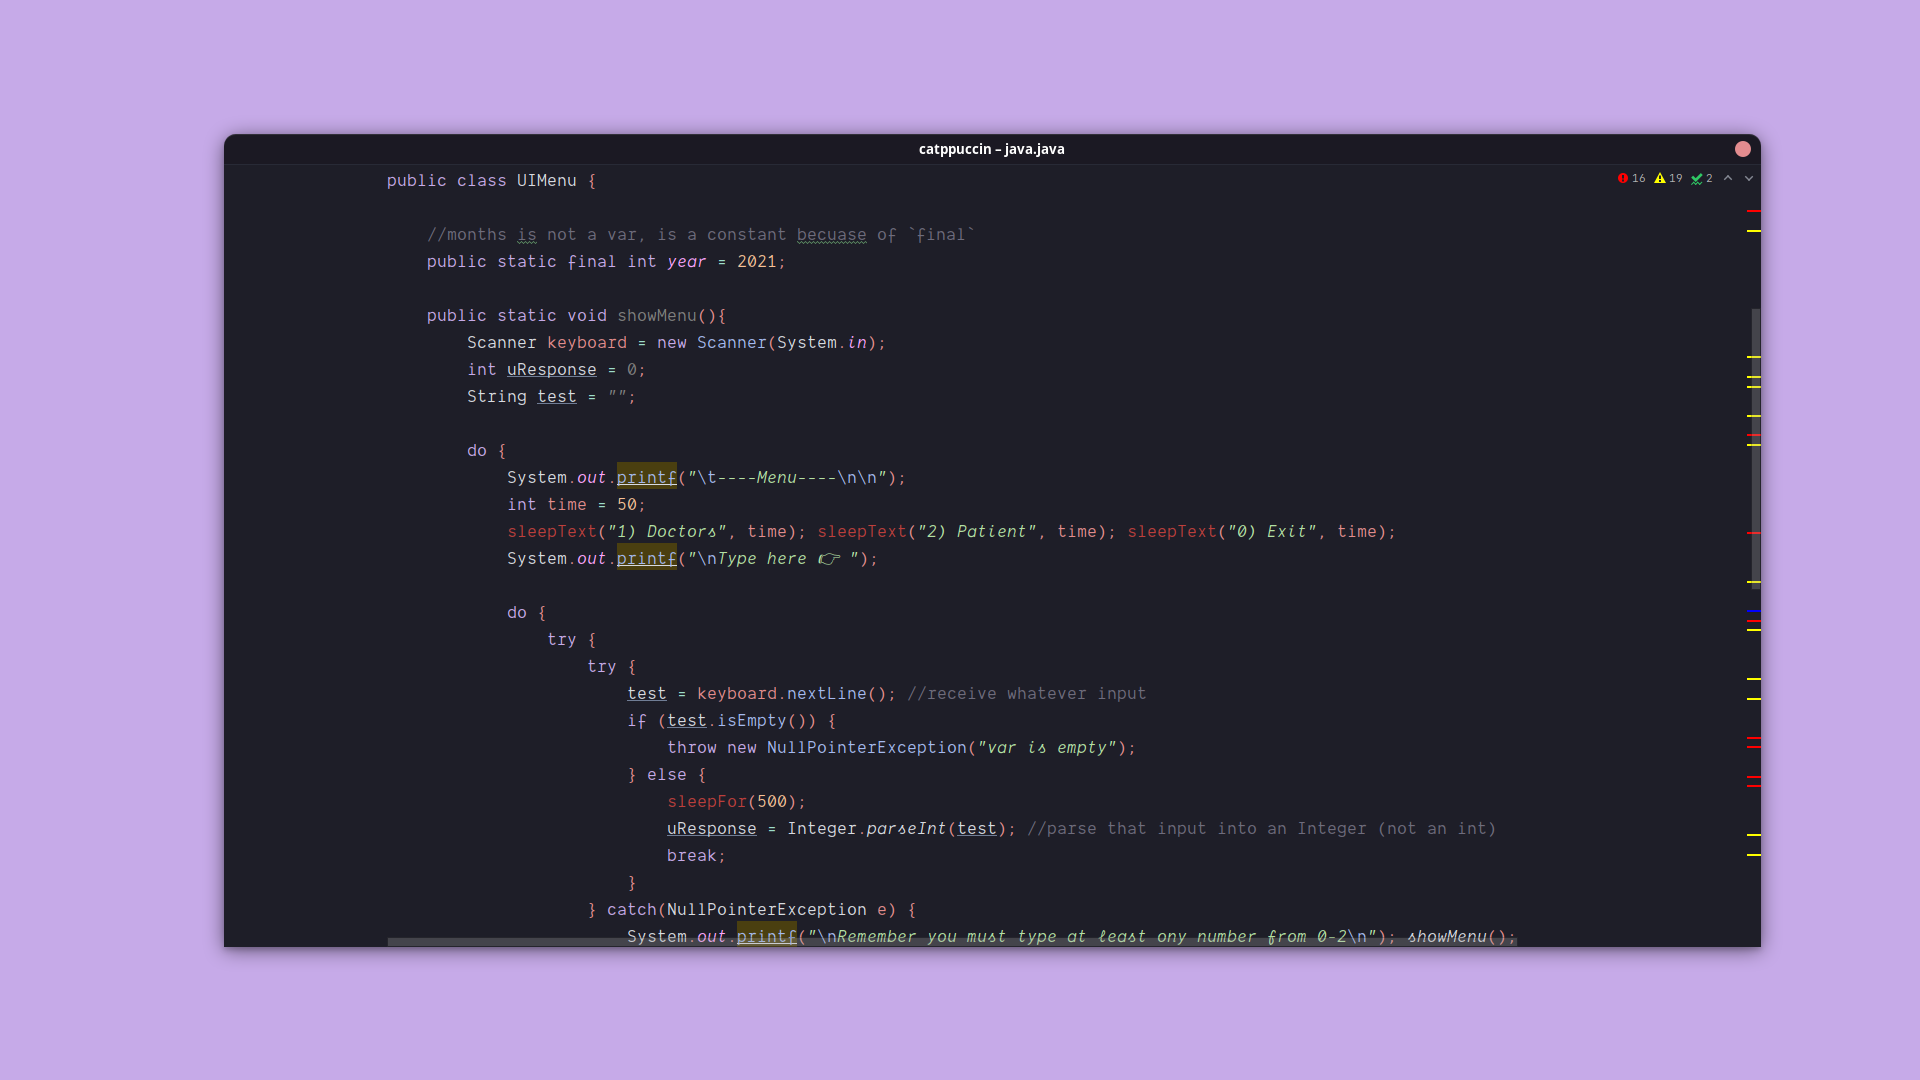 catppuccin – java.java
16 19 2
public class UIMenu {
//months is not a var, is a constant becuase of `final`
public static final int year = 2021;
public static void showMenu(){
Scanner keyboard = new Scanner(System.in);
int uResponse = 0;
String test = "";
do {
System.out.printf("\t----Menu----\n\n");
int time = 50;
sleepText("1) Doctors", time); sleepText("2) Patient", time); sleepText("0) Exit", time);
System.out.printf("\nType here 👉 ");
do {
try {
try {
test = keyboard.nextLine(); //receive whatever input
if (test.isEmpty()) {
throw new NullPointerException("var is empty");
} else {
sleepFor(500);
uResponse = Integer.parseInt(test); //parse that input into an Integer (not an int)
break;
}
} catch(NullPointerException e) {
System.out.printf("\nRemember you must type at least ony number from 0-2\n"); showMenu();